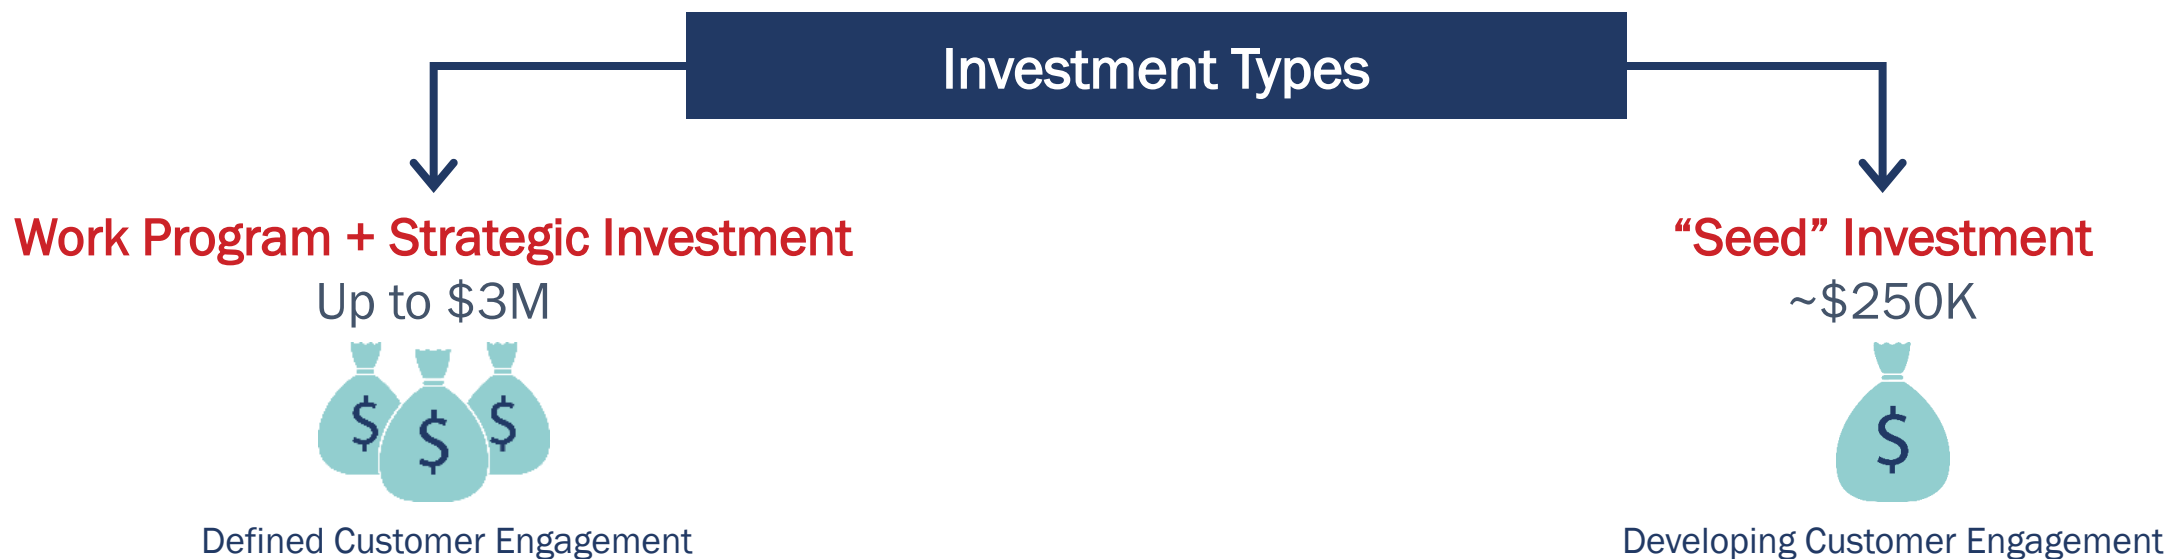 Investment Types
Work Program + Strategic Investment
Up to $3M
$ $ $
Defined Customer Engagement
“Seed” Investment
~$250K
$
Developing Customer Engagement